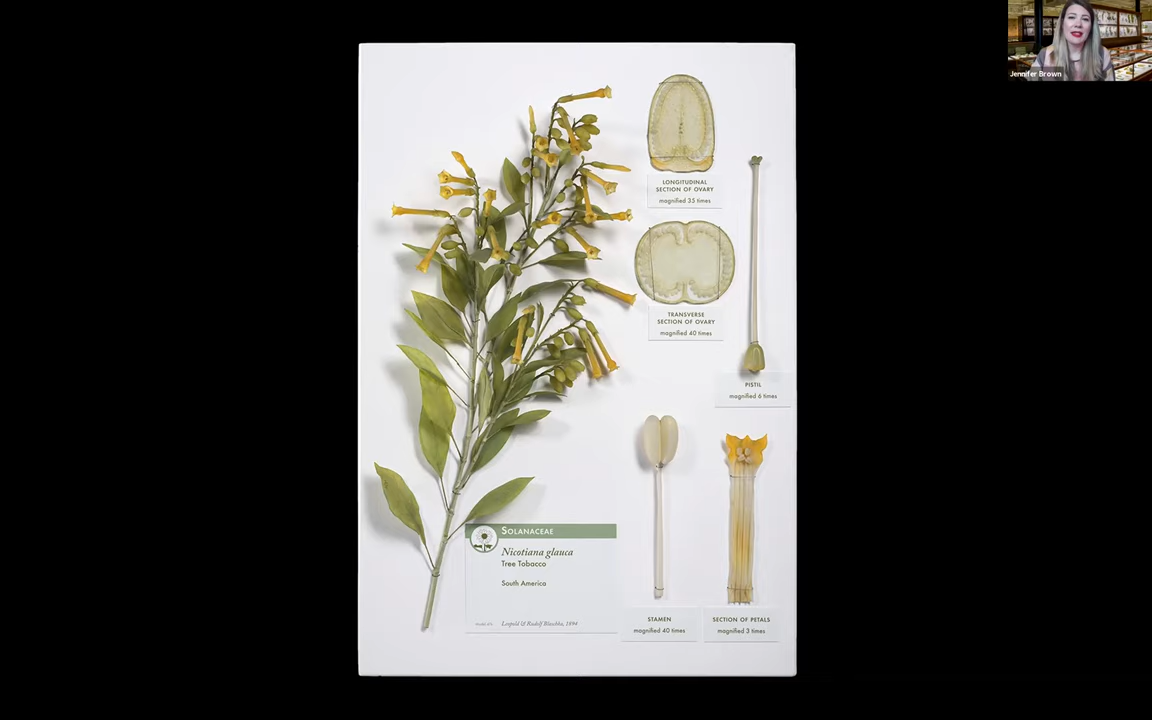 Jennifer Brown
LONGITUDINAL
SECTION OF OVARY
magnified 35 times
TRANSVERSE
SECTION OF OVARY
magnified 40 times
PISTIL
magnified 6 times
SOLANACEAE
Nicotiana glauca
Tree Tobacco
South America
Leopold & Rudolf Blaschka, 1894
STAMEN
magnified 40 times
SECTION OF PETALS
magnified 3 times